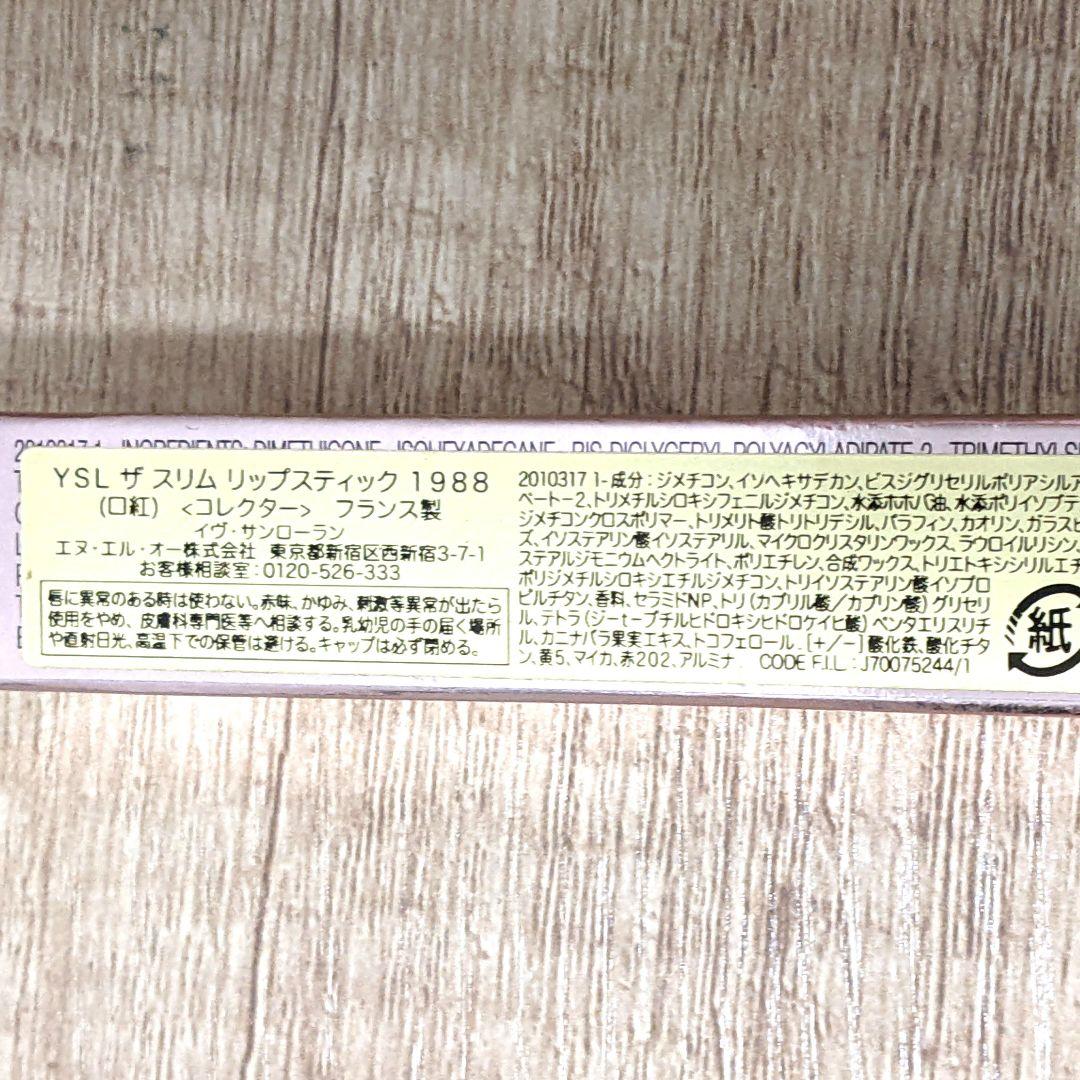 2010317 1 - INGREDIENTS: DIMETHICONE, ISOHEXADECANE, BIS-DIGLYCERYL POLYACYLADIPATE-2, TRIMETHYLSI
YSL ザ スリム リップスティック 1988
(口紅) <コレクター> フランス製
イヴ・サンローラン
エヌ・エル・オー株式会社 東京都新宿区西新宿3-7-1
お客様相談室:0120-526-333
唇に異常のある時は使わない。赤味、かゆみ、刺激等異常が出たら
使用をやめ、皮膚科専門医等へ相談する。乳幼児の手の届く場所
や直射日光、高温下での保管は避ける。キャップは必ず閉める。
2010317 1-成分:ジメチコン、イソヘキサデカン、ビスジグリセリルポリアシルア
ペートー2、トリメチルシロキシフェニルジメチコン、水添ホホバ油、水添ポリイソブテ
ジメチコンクロスポリマー、トリメリト酸トリトリデシル、パラフィン、カオリン、ガラスビ
ズ、イソステアリン酸イソステアリル、マイクロクリスタリンワックス、ラウロイルリシン、
ステアルジモニウムヘクトライト、ポリエチレン、合成ワックス、トリエトキシシリルエチ
ポリジメチルシロキシエチルジメチコン、トリイソステアリン酸イソプロ
ピルチタン、香料、セラミドNP、トリ(カプリル酸/カプリン酸)グリセリ
ル、テトラ(ジーtーブチルヒドロキシヒドロケイヒ酸)ペンタエリスリチ
ル、カニナバラ果実エキス、トコフェロール. [+/-] 酸化鉄、酸化チタ
ン、黄5、マイカ、赤202、アルミナ. CODE F.I.L.:J70075244/1
紙